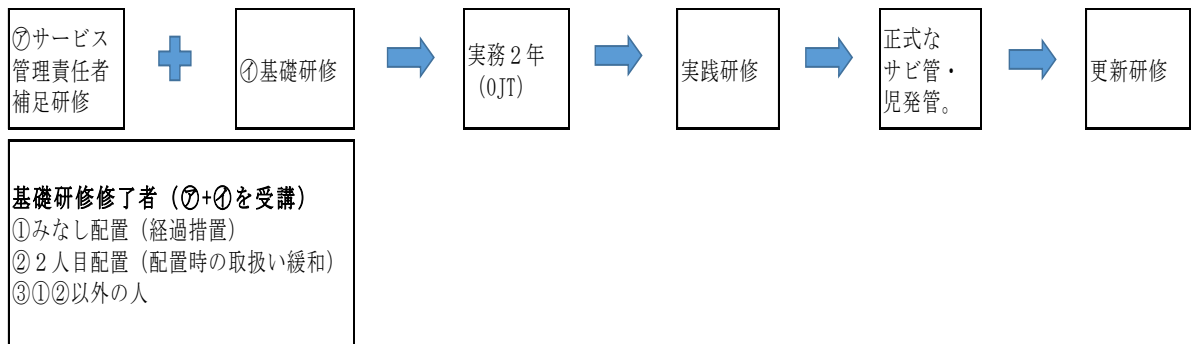 ㋐サービス
管理責任者
補足研修
㋑基礎研修
実務２年
（OJT）
実践研修
正式な
サビ管・
児発管。
更新研修
基礎研修修了者（㋐+㋑を受講）
①みなし配置（経過措置）
②２人目配置（配置時の取扱い緩和）
③①②以外の人